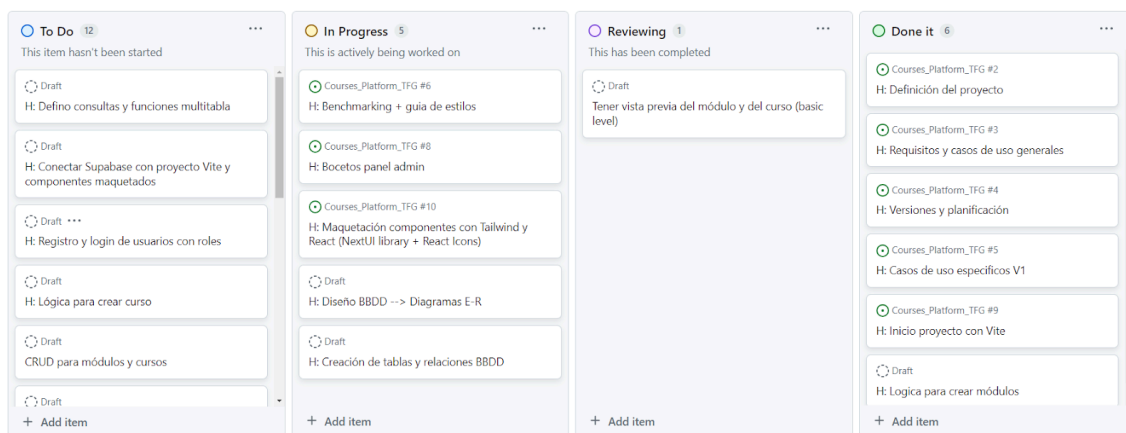 To Do 12 ...
This item hasn't been started
Draft
H: Defino consultas y funciones multitabla
Draft
H: Conectar Supabase con proyecto Vite y
componentes maquetados
Draft ...
H: Registro y login de usuarios con roles
Draft
H: Lógica para crear curso
Draft
CRUD para módulos y cursos
Draft
+ Add item
In Progress 5 ...
This is actively being worked on
Courses_Platform_TFG #6
H: Benchmarking + guia de estilos
Courses_Platform_TFG #8
H: Bocetos panel admin
Courses_Platform_TFG #10
H: Maquetación componentes con Tailwind y
React (NextUI library + React Icons)
Draft
H: Diseño BBDD --> Diagramas E-R
Draft
H: Creación de tablas y relaciones BBDD
+ Add item
Reviewing 1 ...
This has been completed
Draft
Tener vista previa del módulo y del curso (basic
level)
+ Add item
Done it 6 ...
Courses_Platform_TFG #2
H: Definición del proyecto
Courses_Platform_TFG #3
H: Requisitos y casos de uso generales
Courses_Platform_TFG #4
H: Versiones y planificación
Courses_Platform_TFG #5
H: Casos de uso especificos V1
Courses_Platform_TFG #9
H: Inicio proyecto con Vite
Draft
H: Logica para crear módulos
+ Add item